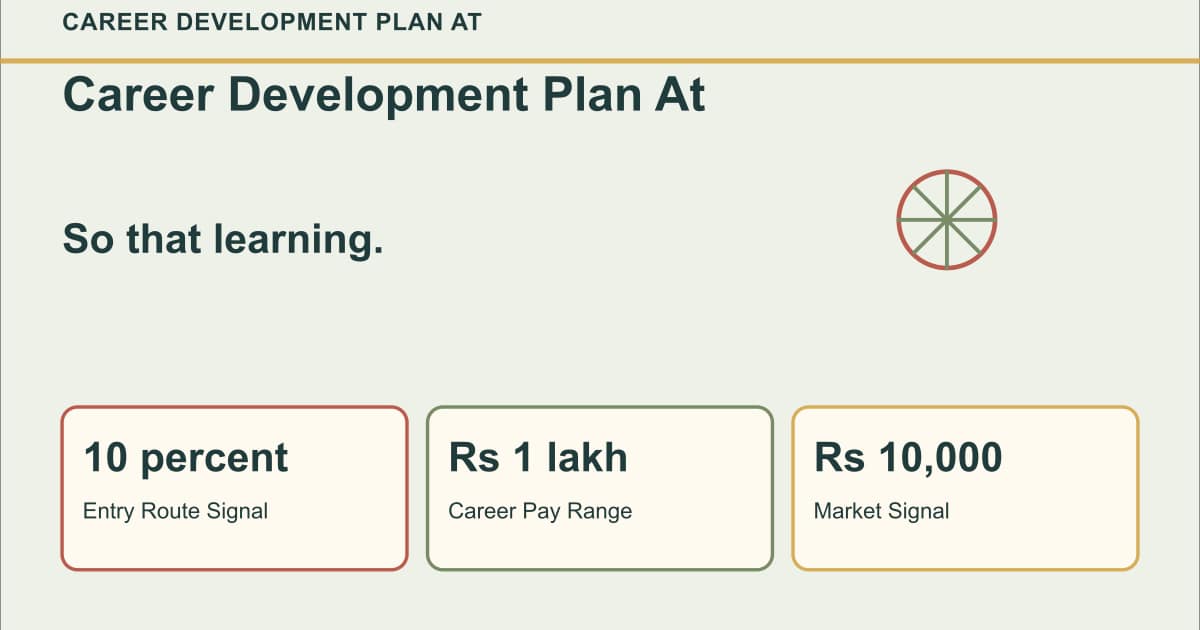 CAREER DEVELOPMENT PLAN AT
Career Development Plan At
So that learning.
10 percent
Entry Route Signal
Rs 1 lakh
Career Pay Range
Rs 10,000
Market Signal